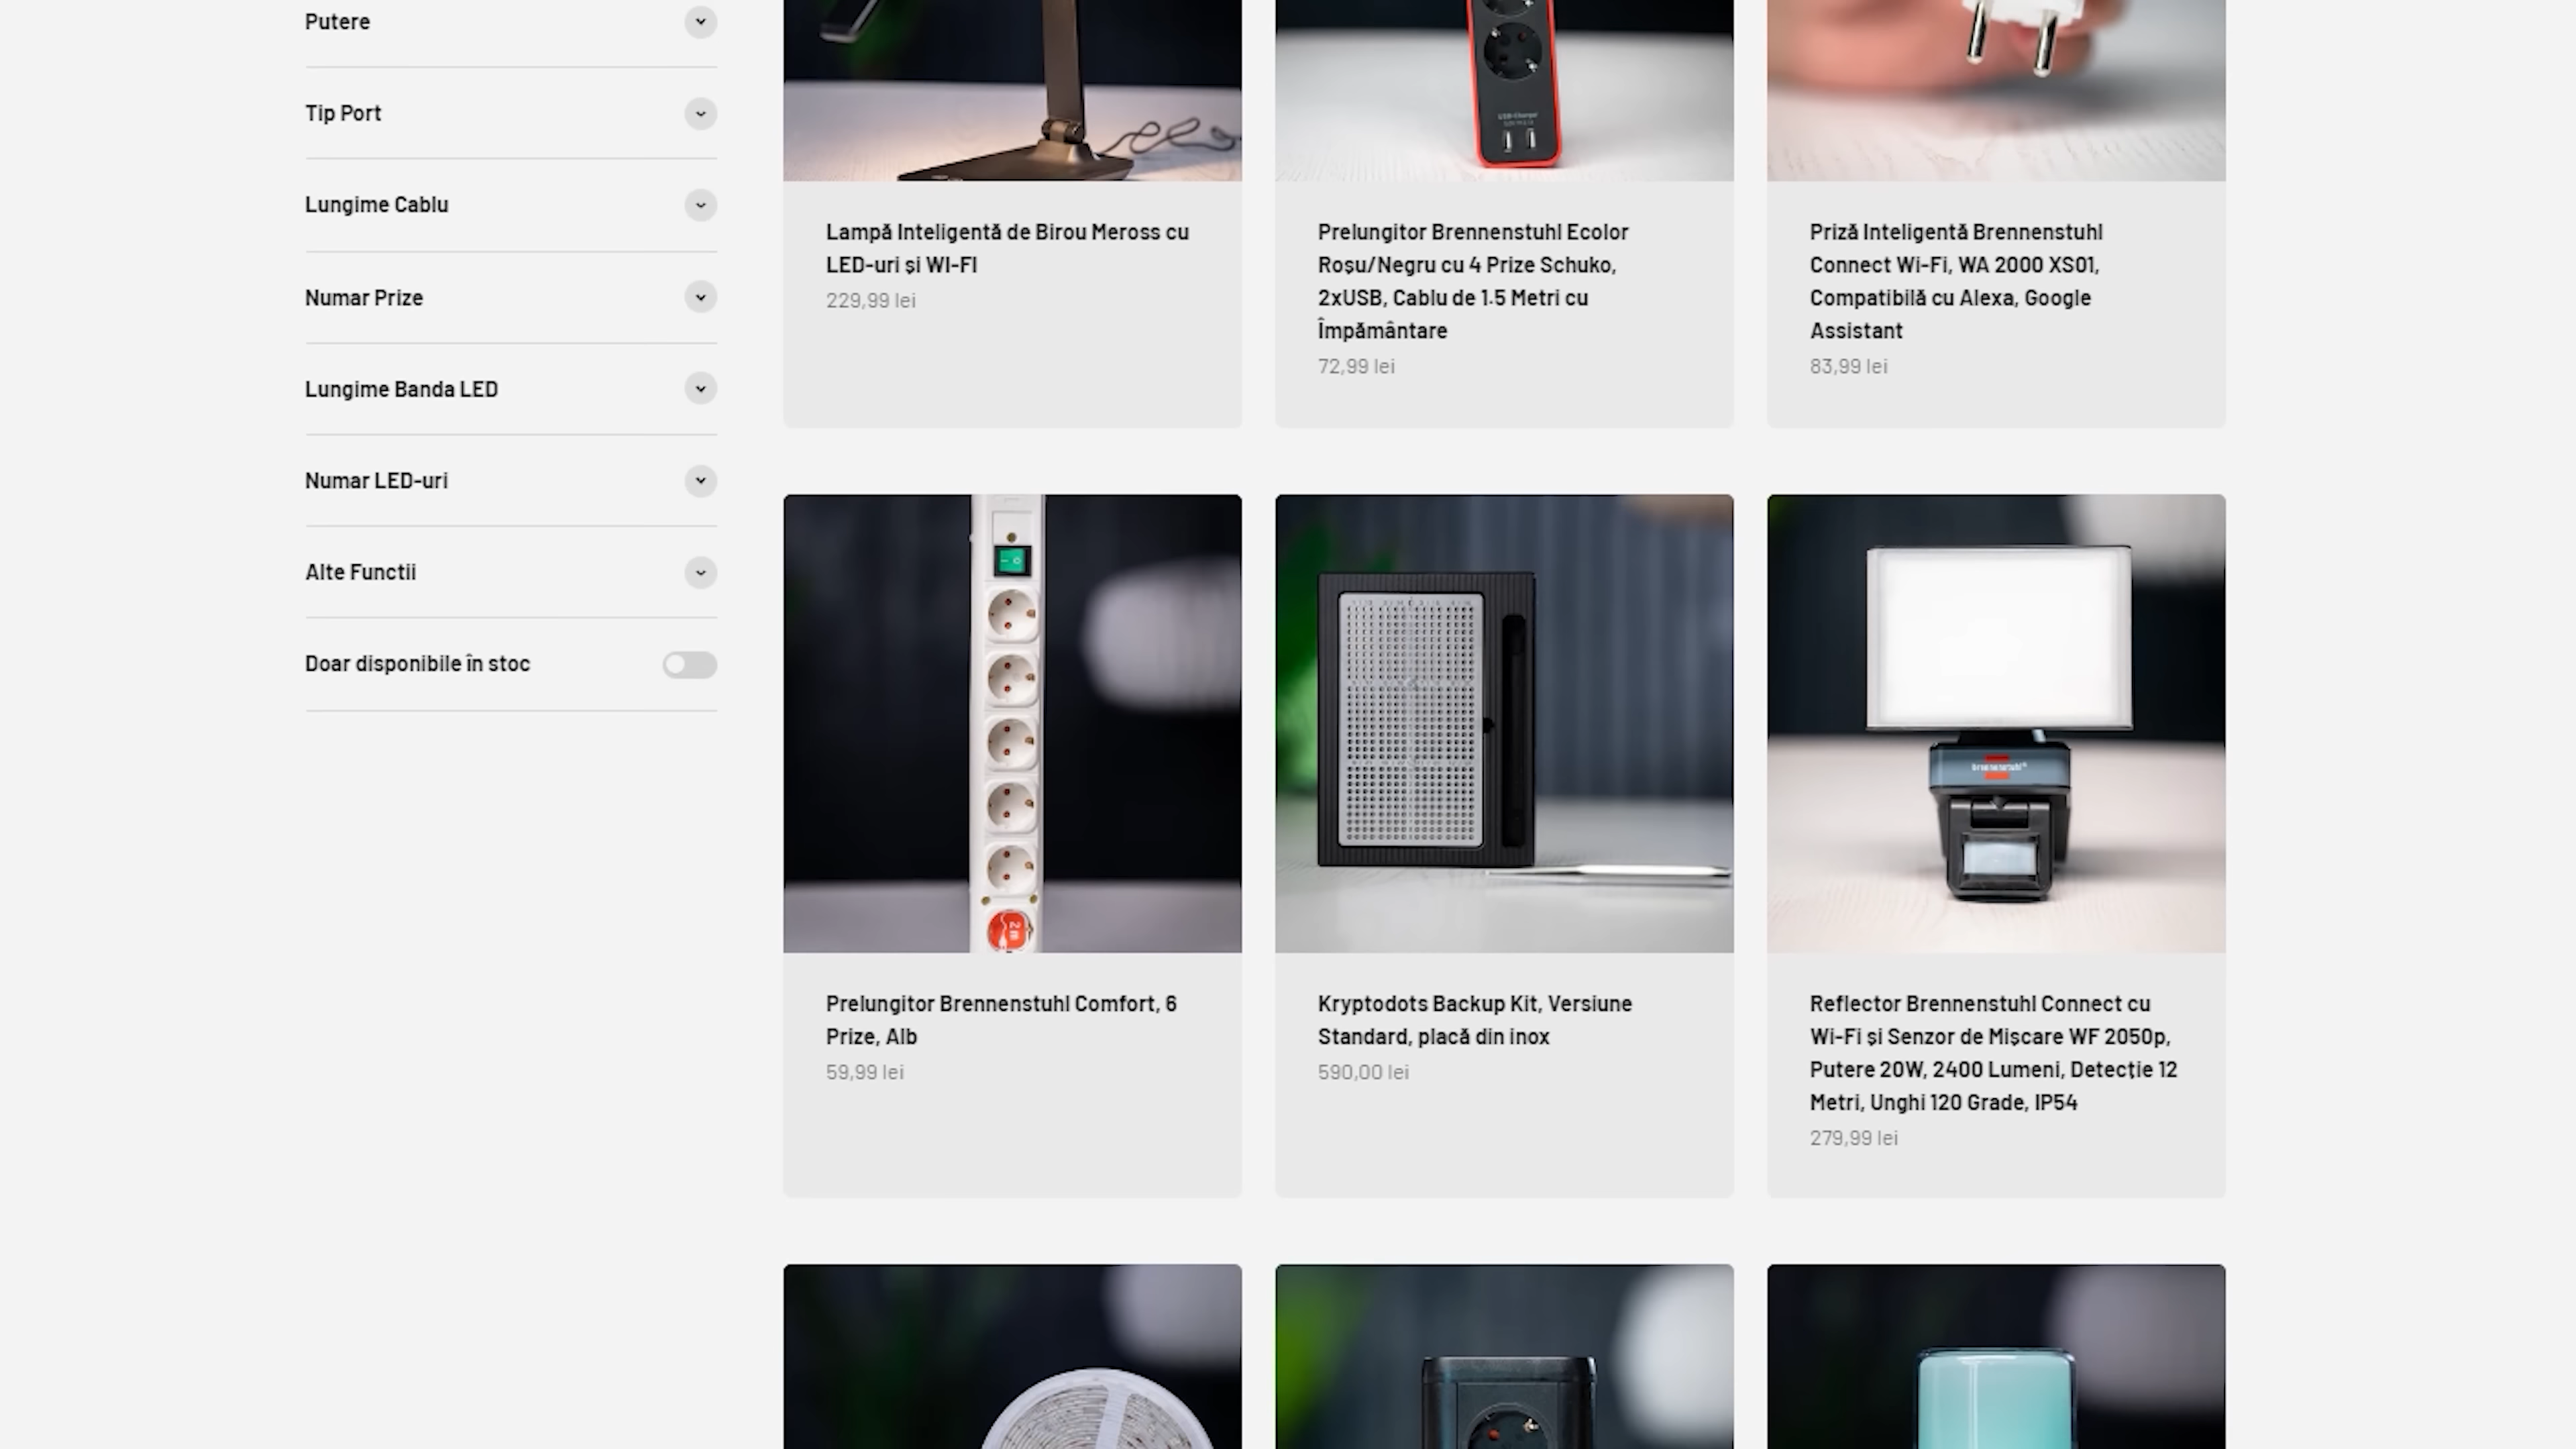 Putere
Tip Port
Lungime Cablu
Numar Prize
Lungime Banda LED
Numar LED-uri
Alte Functii
Doar disponibile în stoc
Lampă Inteligentă de Birou Meross cu
LED-uri și WI-FI
229,99 lei
USB-Charger
Prelungitor Brennenstuhl Ecolor
Roșu/Negru cu 4 Prize Schuko,
2xUSB, Cablu de 1.5 Metri cu
Împământare
72,99 lei
Priză Inteligentă Brennenstuhl
Connect Wi-Fi, WA 2000 XS01,
Compatibilă cu Alexa, Google
Assistant
83,99 lei
2 m
Prelungitor Brennenstuhl Comfort, 6
Prize, Alb
59,99 lei
Kryptodots Backup Kit, Versiune
Standard, placă din inox
590,00 lei
brennenstuhl
Reflector Brennenstuhl Connect cu
Wi-Fi și Senzor de Mișcare WF 2050p,
Putere 20W, 2400 Lumeni, Detecție 12
Metri, Unghi 120 Grade, IP54
279,99 lei